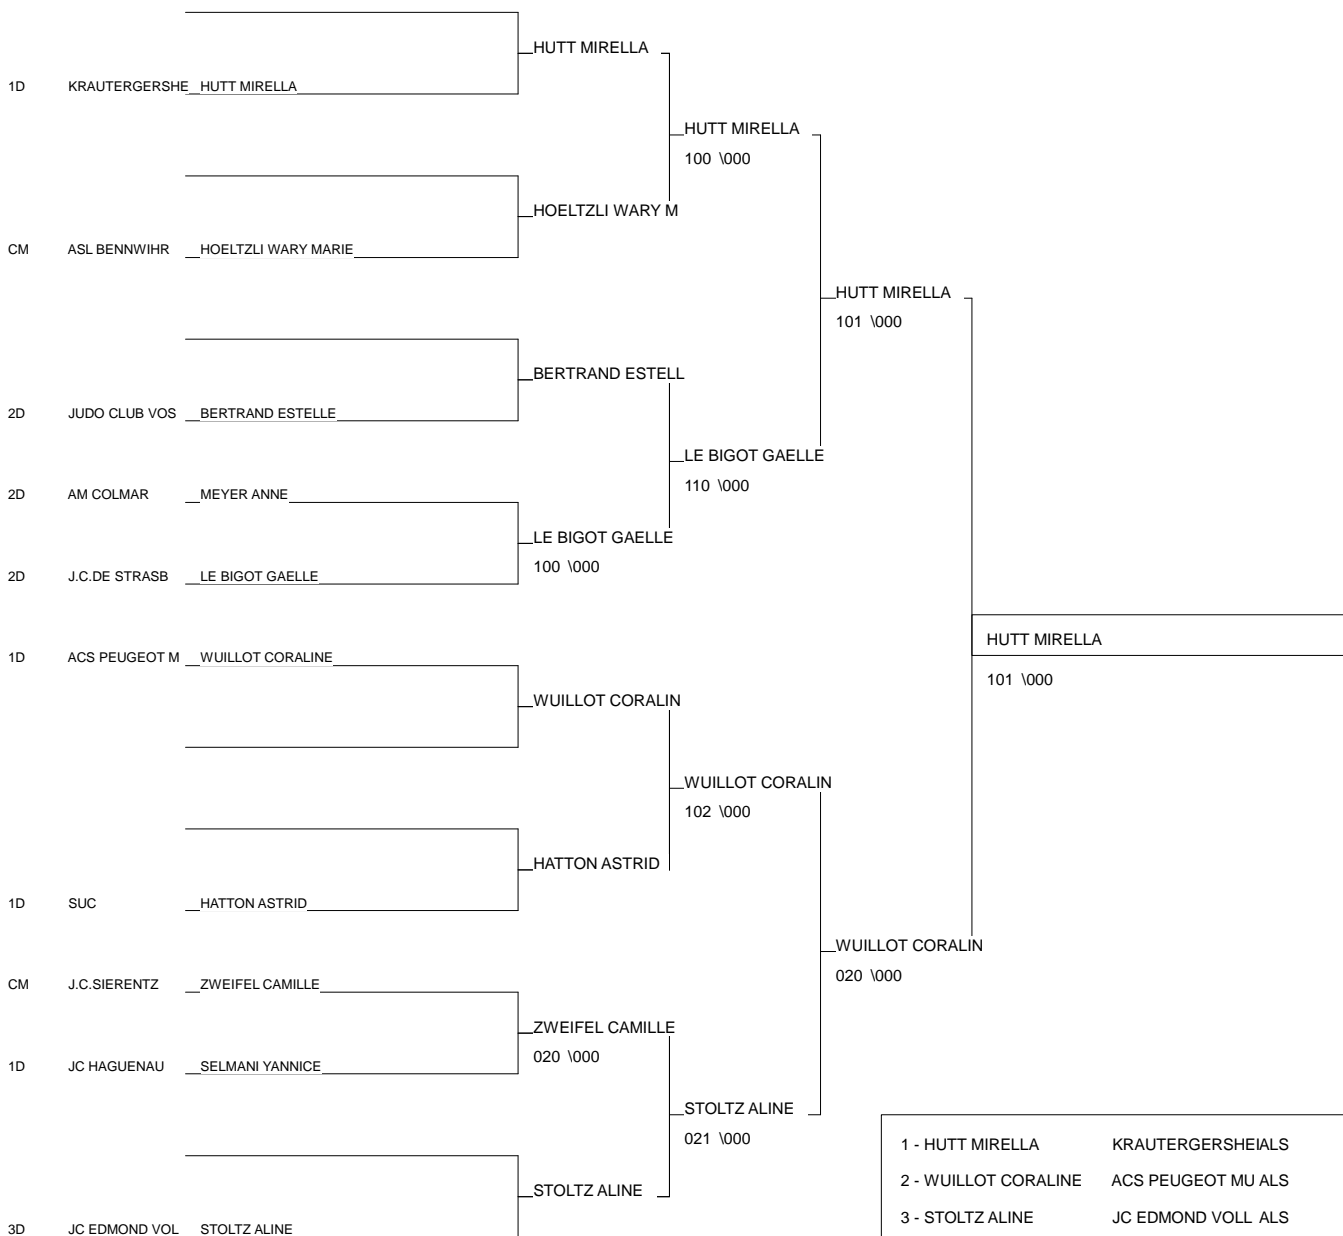 HUTT MIRELLA
1D KRAUTERGERSHE HUTT MIRELLA
HUTT MIRELLA
100 \000
HOELTZLI WARY M
CM ASL BENNWIHR HOELTZLI WARY MARIE
HUTT MIRELLA
101 \000
BERTRAND ESTELL
2D JUDO CLUB VOS BERTRAND ESTELLE
LE BIGOT GAELLE
110 \000
2D AM COLMAR MEYER ANNE
LE BIGOT GAELLE
100 \000
2D J.C.DE STRASB LE BIGOT GAELLE
HUTT MIRELLA
101 \000
1D ACS PEUGEOT M WUILLOT CORALINE
WUILLOT CORALIN
WUILLOT CORALIN
102 \000
HATTON ASTRID
1D SUC HATTON ASTRID
WUILLOT CORALIN
020 \000
CM J.C.SIERENTZ ZWEIFEL CAMILLE
ZWEIFEL CAMILLE
020 \000
1D JC HAGUENAU SELMANI YANNICE
STOLTZ ALINE
021 \000
STOLTZ ALINE
3D JC EDMOND VOL STOLTZ ALINE
1 - HUTT MIRELLA KRAUTERGERSHEIALS
2 - WUILLOT CORALINE ACS PEUGEOT MU ALS
3 - STOLTZ ALINE JC EDMOND VOLL ALS